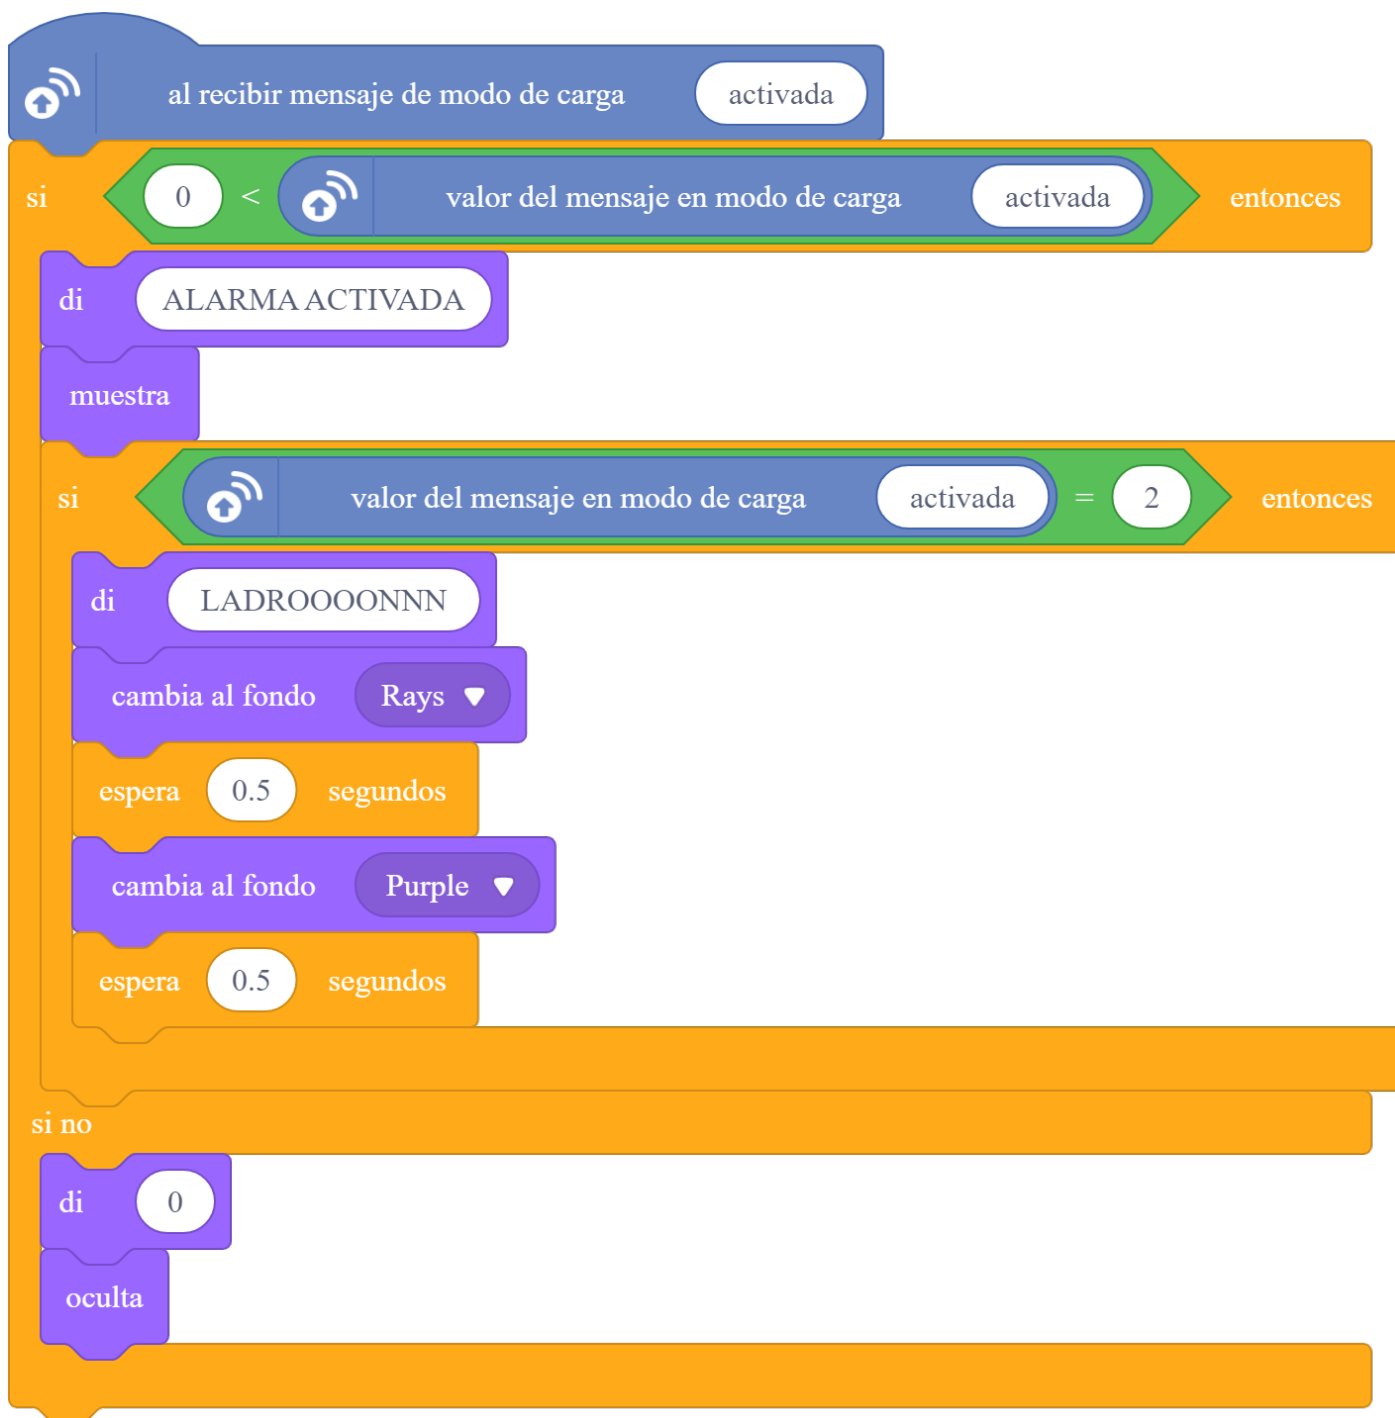 al recibir mensaje de modo de carga activada
si 0 < valor del mensaje en modo de carga activada entonces
di ALARMA ACTIVADA
muestra
si valor del mensaje en modo de carga activada = 2 entonces
di LADROOOONNN
cambia al fondo Rays
espera 0.5 segundos
cambia al fondo Purple
espera 0.5 segundos
si no
di 0
oculta